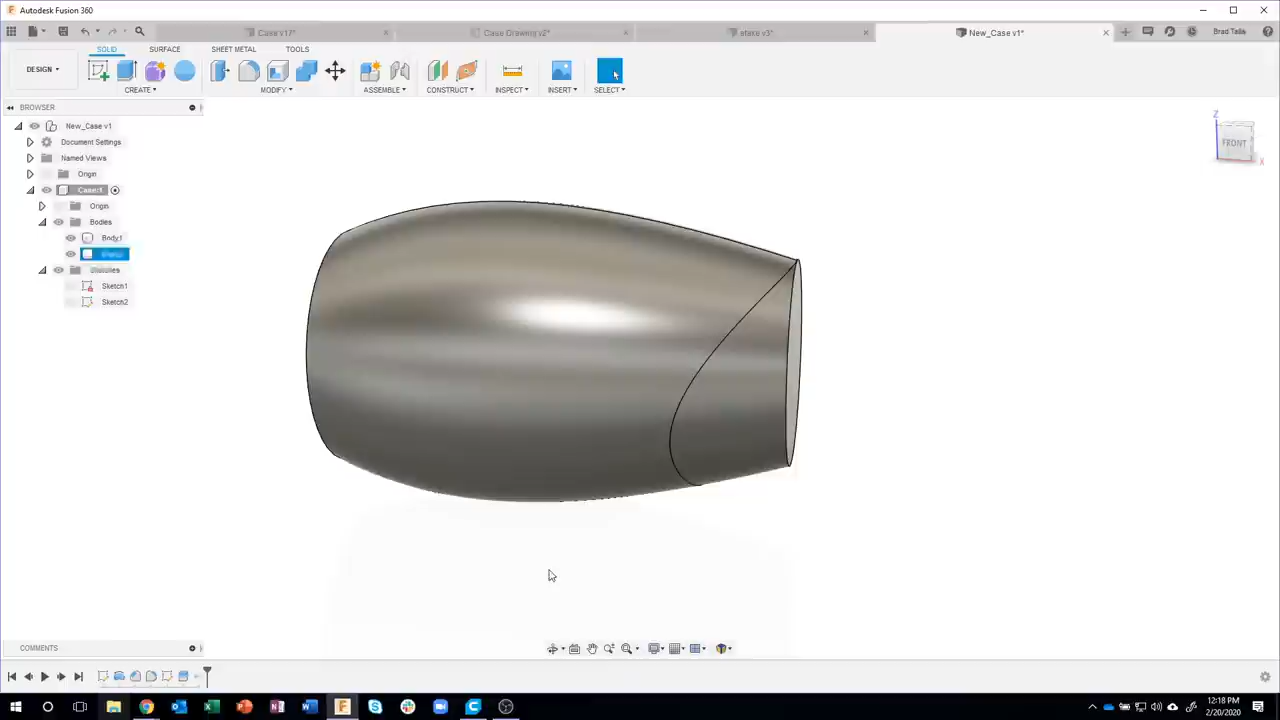 Autodesk Fusion 360
Case v17*
Case Drawing v2*
stake v3*
New_Case v1*
Brad Tallis
DESIGN
SOLID
SURFACE
SHEET METAL
TOOLS
CREATE
MODIFY
ASSEMBLE
CONSTRUCT
INSPECT
INSERT
SELECT
BROWSER
New_Case v1
Document Settings
Named Views
Origin
Case:1
Origin
Bodies
Body1
Sketch1
Sketch2
Z
FRONT
X
COMMENTS
12:18 PM
2/20/2020